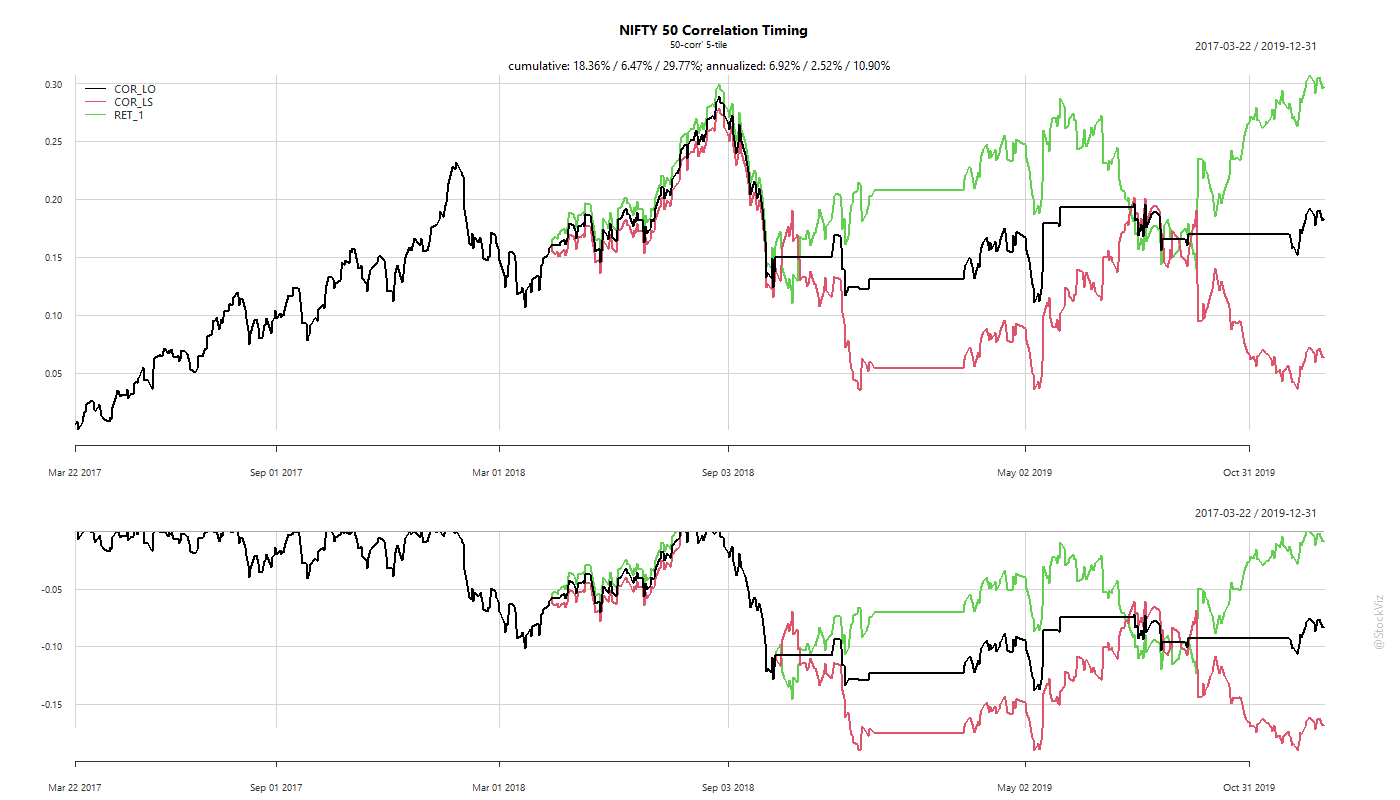 NIFTY 50 Correlation Timing
50-corr' 5-tile
2017-03-22 / 2019-12-31
cumulative: 18.36% / 6.47% / 29.77%; annualized: 6.92% / 2.52% / 10.90%
COR_LO
COR_LS
RET_1
0.30
0.25
0.20
0.15
0.10
0.05
Mar 22 2017 Sep 01 2017 Mar 01 2018 Sep 03 2018 May 02 2019 Oct 31 2019
2017-03-22 / 2019-12-31
-0.05
-0.10
-0.15
Mar 22 2017 Sep 01 2017 Mar 01 2018 Sep 03 2018 May 02 2019 Oct 31 2019
@StockViz